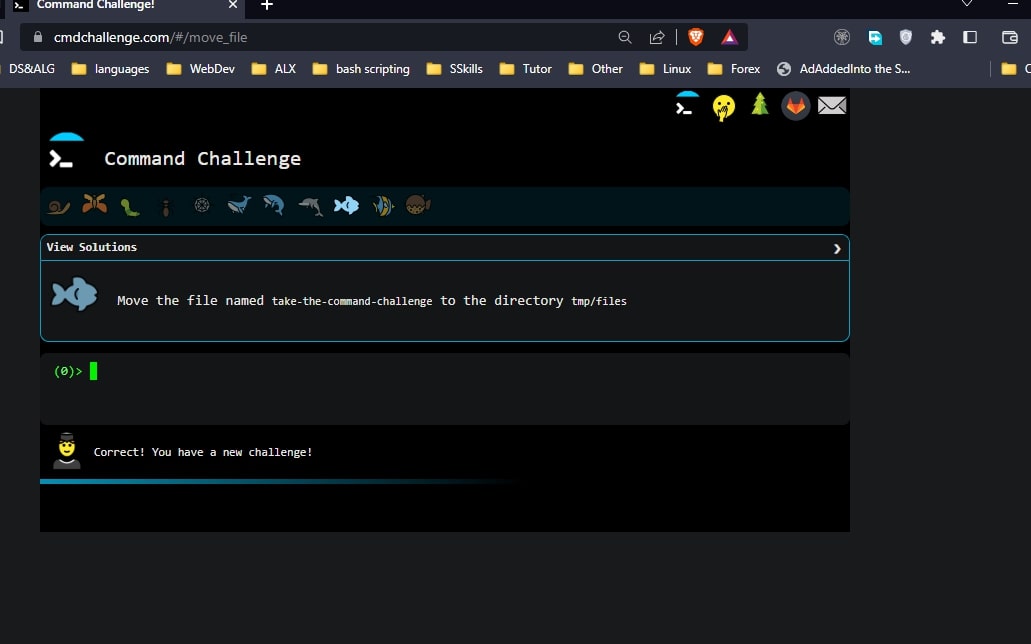 Command Challenge!
cmdchallenge.com/#/move_file
DS&ALG languages WebDev ALX bash scripting SSkills Tutor Other Linux Forex AdAddedInto the S...
Command Challenge
View Solutions
Move the file named take-the-command-challenge to the directory tmp/files
(0)>
Correct! You have a new challenge!